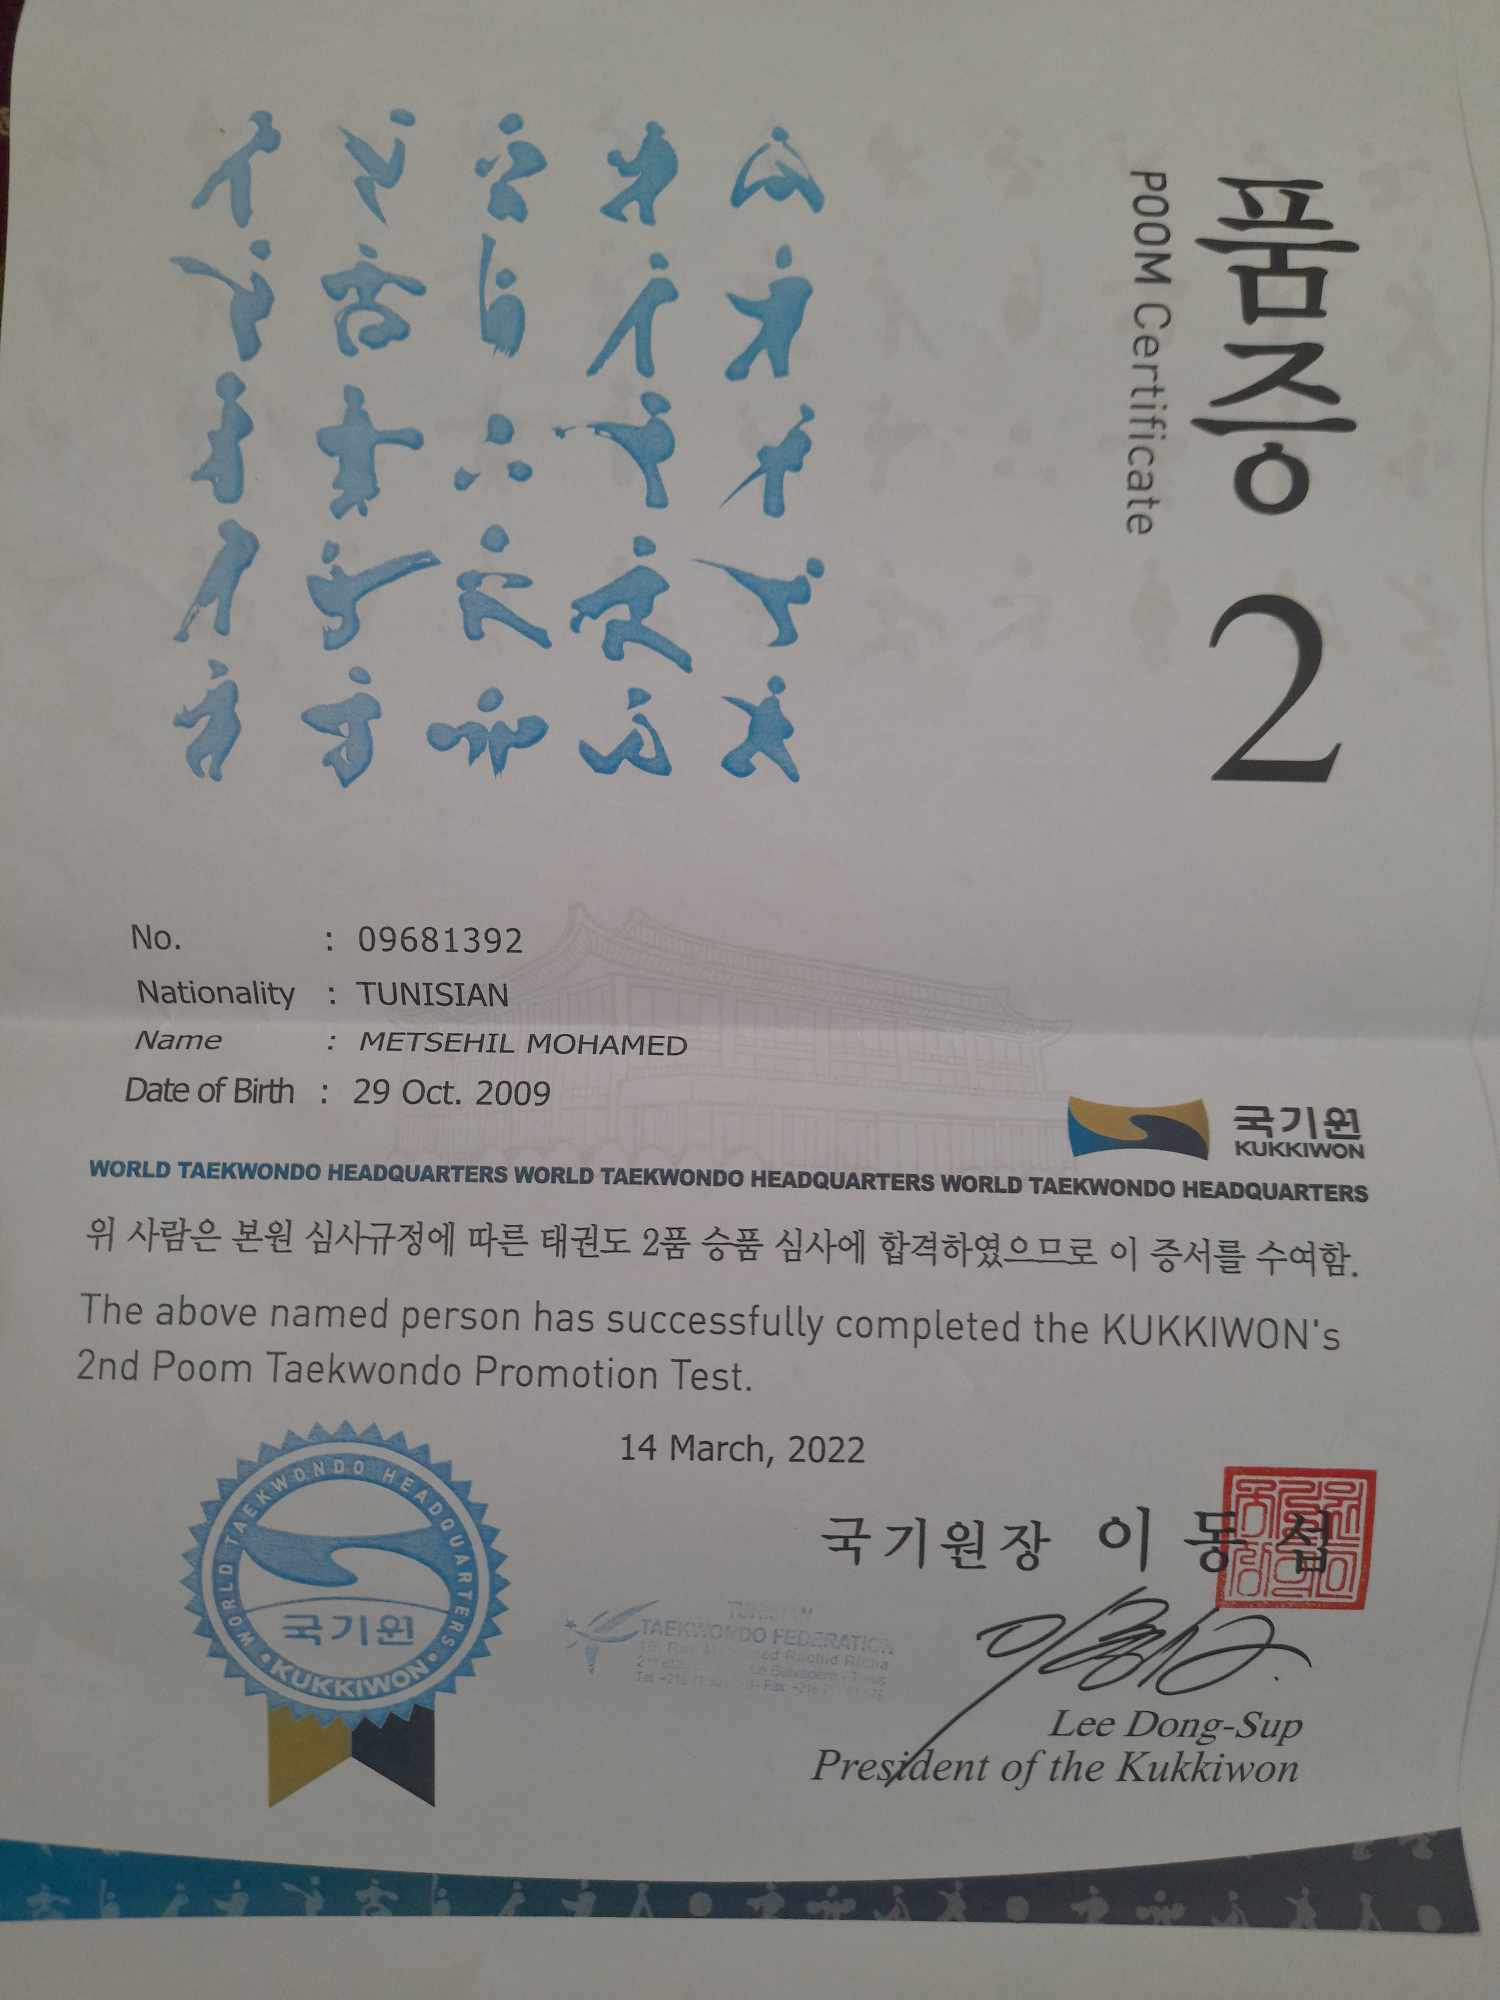 품증 2
POOM Certificate
No. : 09681392
Nationality : TUNISIAN
Name : METSEHIL MOHAMED
Date of Birth : 29 Oct. 2009
국기원
KUKKIWON
WORLD TAEKWONDO HEADQUARTERS WORLD TAEKWONDO HEADQUARTERS WORLD TAEKWONDO HEADQUARTERS
위 사람은 본원 심사규정에 따른 태권도 2품 승품 심사에 합격하였으므로 이 증서를 수여함.
The above named person has successfully completed the KUKKIWON's
2nd Poom Taekwondo Promotion Test.
14 March, 2022
국기원장 이동섭
WORLD TAEKWONDO HEADQUARTERS
국기원
KUKKIWON
TUNISIAN
TAEKWONDO FEDERATION
Rachid Ridha
Le Belvedere
Lee Dong-Sup
President of the Kukkiwon